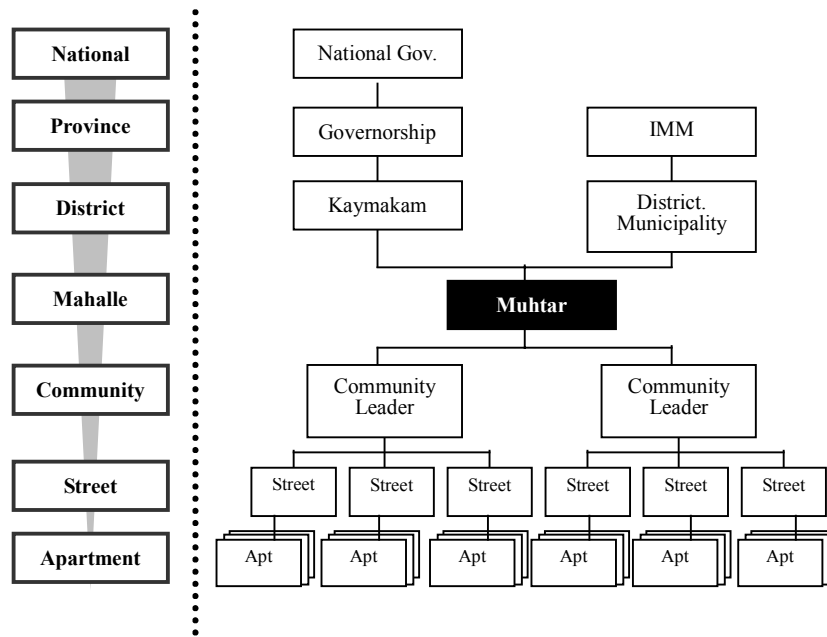 National
Province
District
Mahalle
Community
Street
Apartment
National Gov.
Governorship
IMM
Kaymakam
District.
Municipality
Muhtar
Community
Leader
Community
Leader
Street
Street
Street
Street
Street
Street
Apt
Apt
Apt
Apt
Apt
Apt